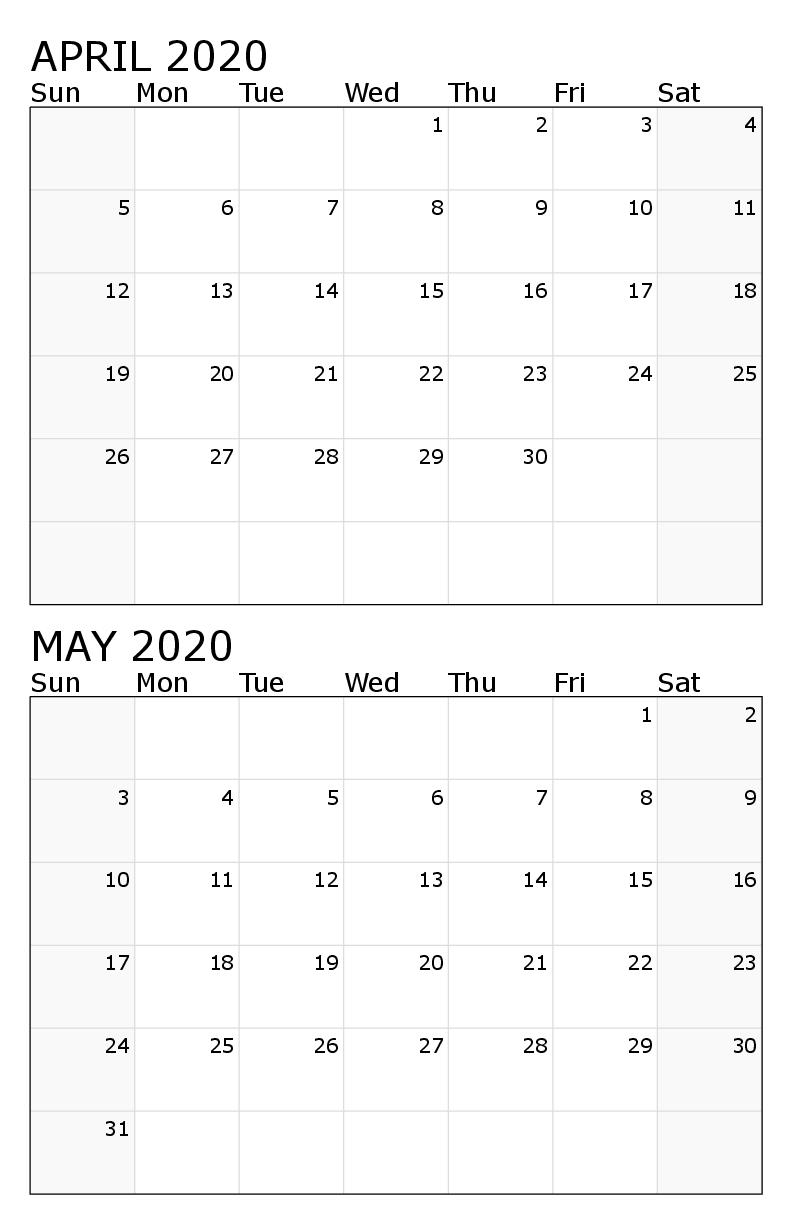 APRIL 2020
Sun Mon Tue Wed Thu Fri Sat
1 2 3 4
5 6 7 8 9 10 11
12 13 14 15 16 17 18
19 20 21 22 23 24 25
26 27 28 29 30
MAY 2020
Sun Mon Tue Wed Thu Fri Sat
1 2
3 4 5 6 7 8 9
10 11 12 13 14 15 16
17 18 19 20 21 22 23
24 25 26 27 28 29 30
31